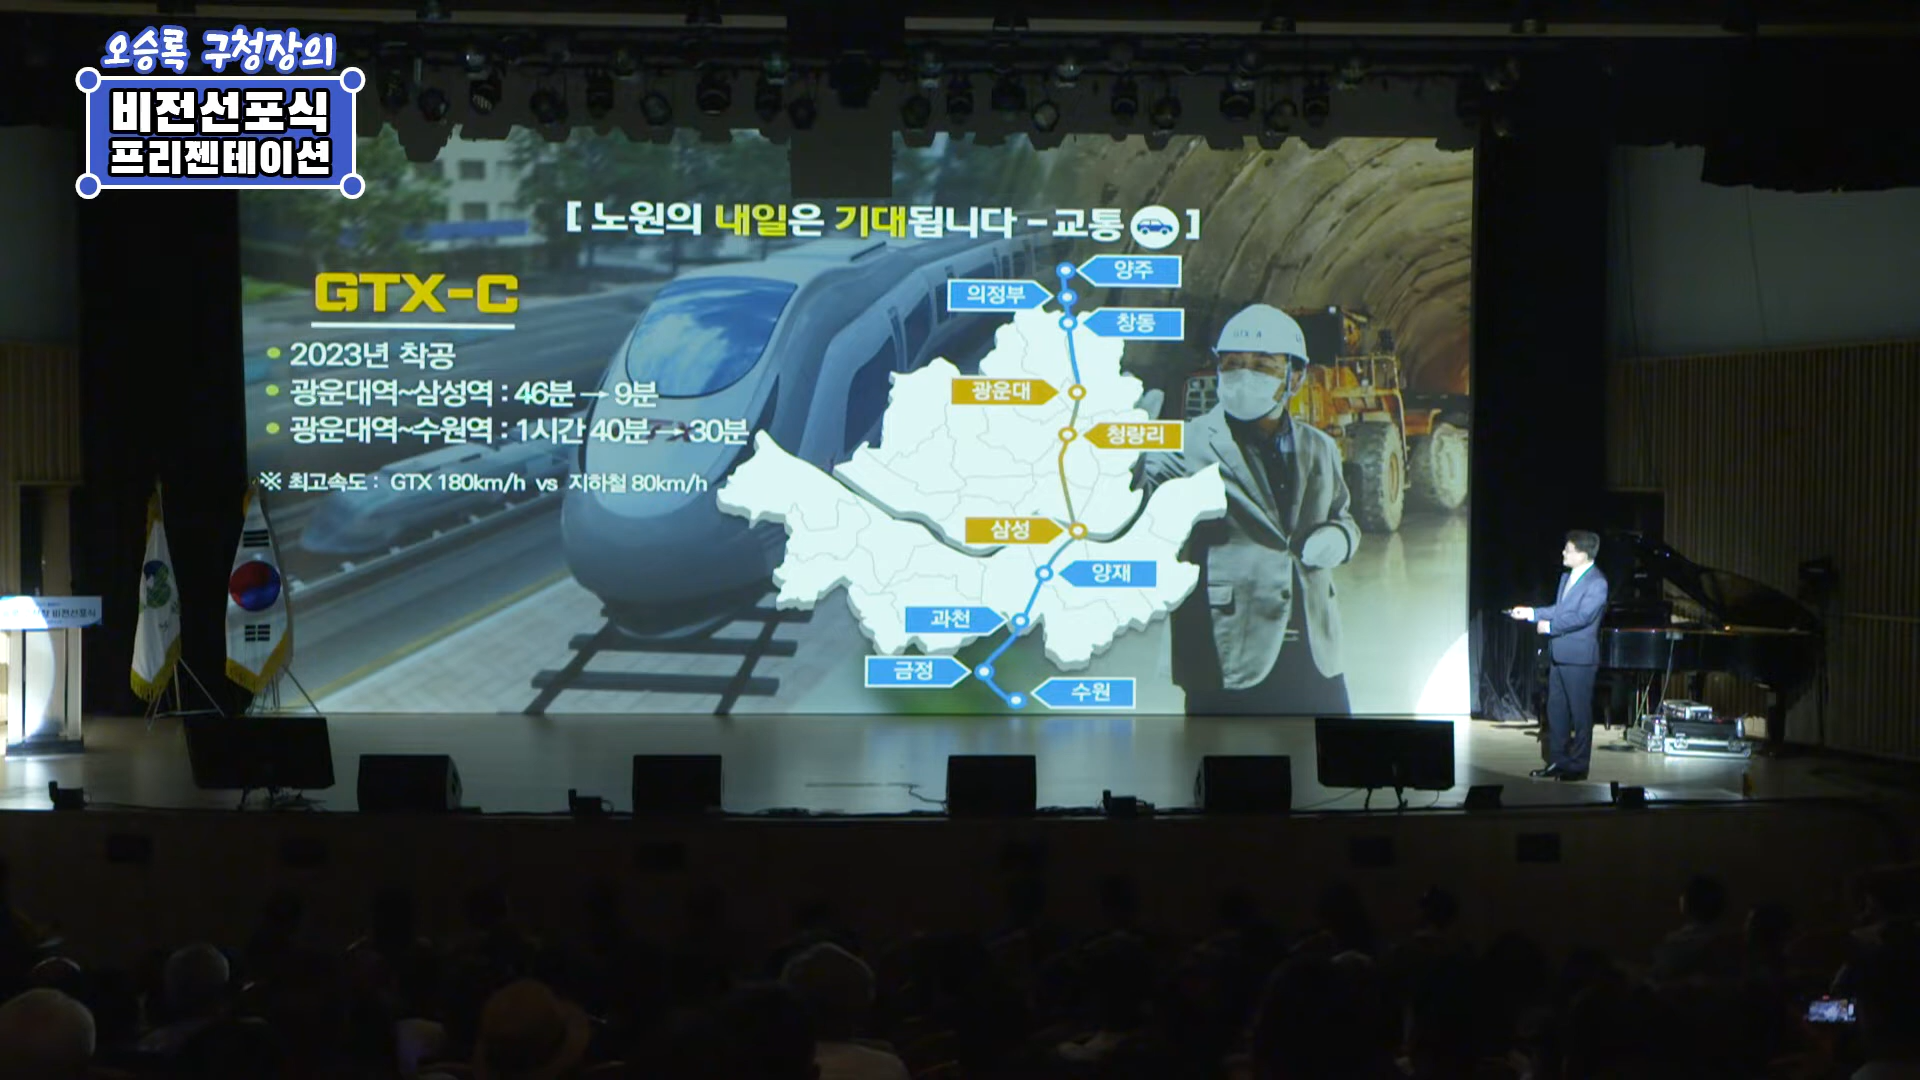 오승록 구청장의
비전선포식
프리젠테이션
[ 노원의 내일은 기대됩니다 - 교통 ]
GTX-C
2023년 착공
광운대역~삼성역 : 46분 → 9분
광운대역~수원역 : 1시간 40분 → 30분
※ 최고속도 : GTX 180km/h vs 지하철 80km/h
양주
의정부
창동
광운대
청량리
삼성
양재
과천
금정
수원
비전선포식